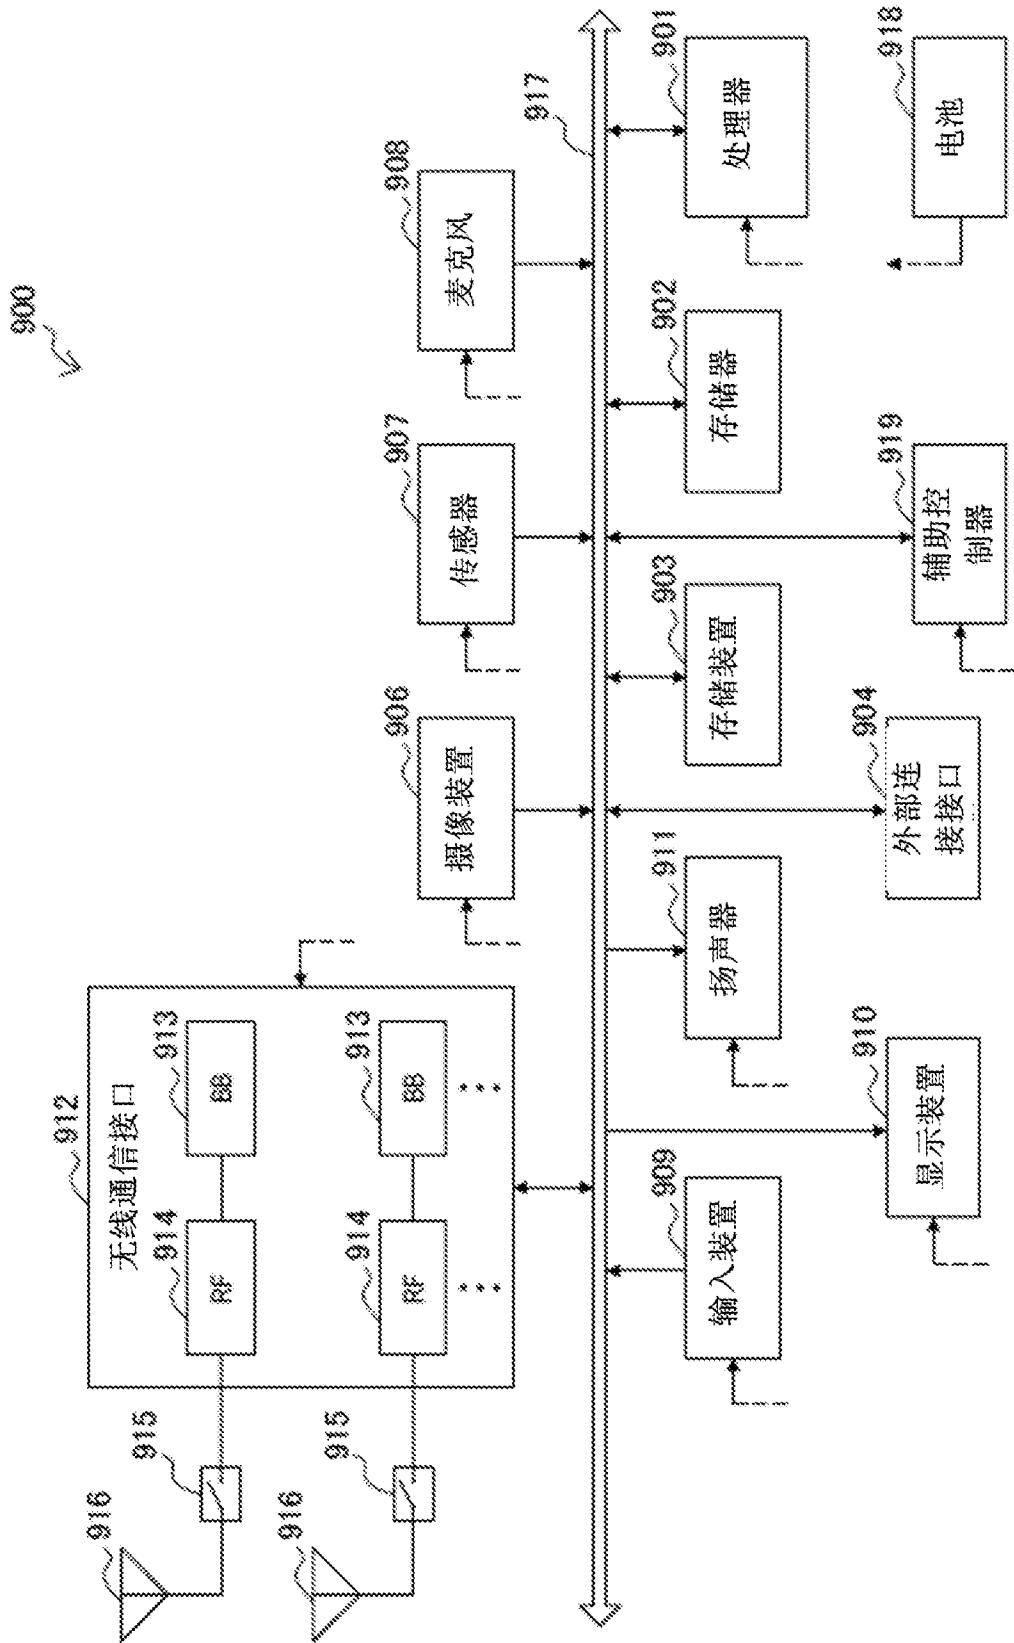 900
912
无线通信接口
916
915
914
RF
913
BB
916
915
914
RF
913
BB
906
摄像装置
907
传感器
908
麦克风
917
909
输入装置
911
扬声器
903
存储装置
902
存储器
901
处理器
910
显示装置
904
外部连
接接口
919
辅助控
制器
918
电池